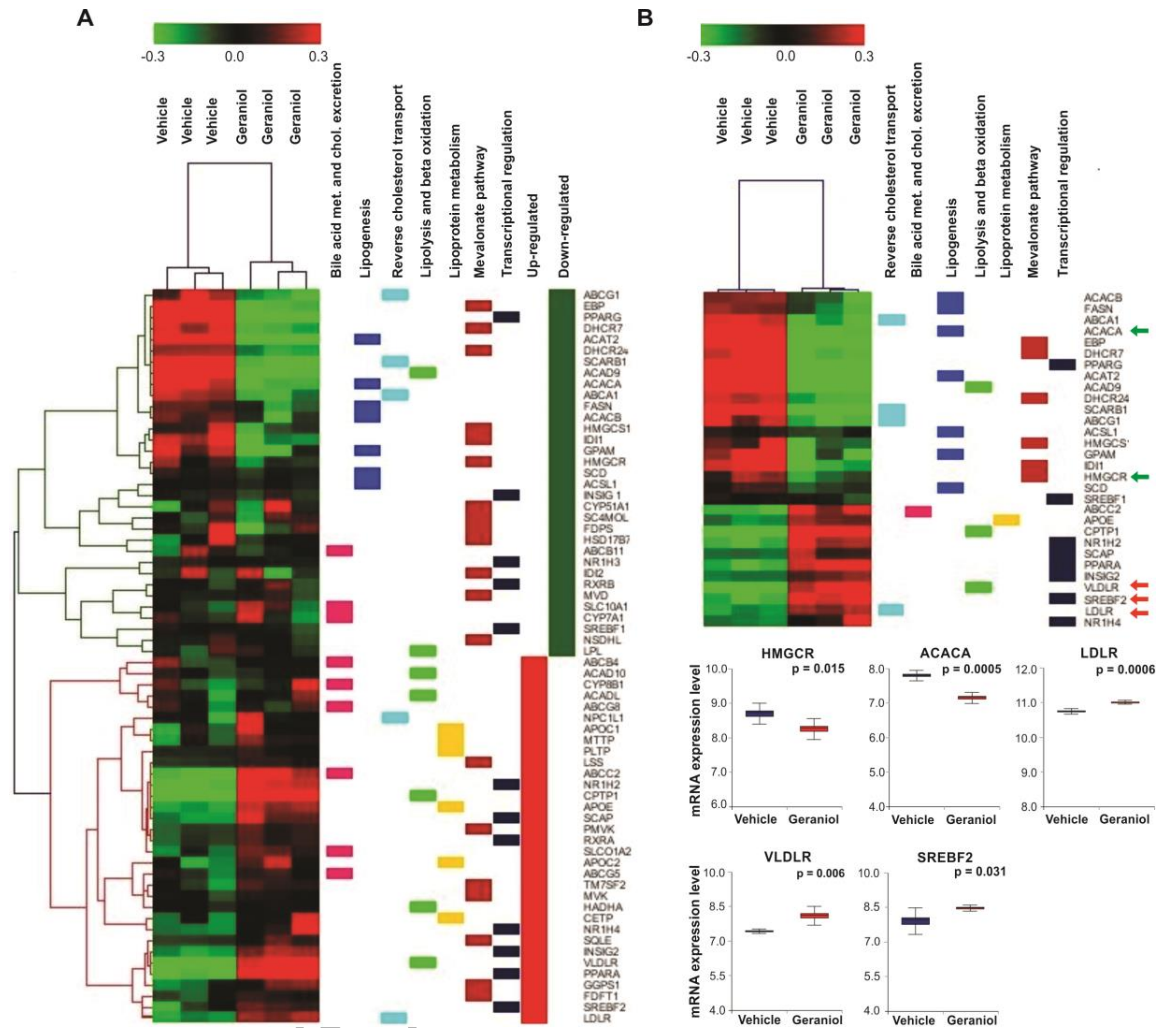 A
-0.3 0.0 0.3
Vehicle
Vehicle
Vehicle
Geraniol
Geraniol
Geraniol
Bile acid met. and chol. excretion
Lipogenesis
Reverse cholesterol transport
Lipolysis and beta oxidation
Lipoprotein metabolism
Mevalonate pathway
Transcriptional regulation
Up-regulated
Down-regulated
ABCG1
EBP
PPARG
DHCR7
ACAT2
DHCR24
SCARB1
ACAD9
ACACA
ABCA1
FASN
ACACB
HMGCS1
IDI1
GPAM
HMGCR
SCD
ACSL1
INSIG 1
CYP51A1
SC4MOL
FDPS
HSD17B7
ABCB11
NR1H3
IDI2
RXRB
MVD
SLC10A1
CYP7A1
SREBF1
NSDHL
LPL
ABCB4
ACAD10
CYP8B1
ACADL
ABCG8
NPC1L1
APOC1
MTTP
PLTP
LSS
ABCC2
NR1H2
CPTP1
APOE
SCAP
PMVK
RXRA
SLCO1A2
APOC2
ABCG5
TM7SF2
MVK
HADHA
CETP
NR1H4
SQLE
INSIG2
VLDLR
PPARA
GGPS1
FDFT1
SREBF2
LDLR
B
-0.3 0.0 0.3
Vehicle
Vehicle
Vehicle
Geraniol
Geraniol
Geraniol
Reverse cholesterol transport
Bile acid met. and chol. excretion
Lipogenesis
Lipolysis and beta oxidation
Lipoprotein metabolism
Mevalonate pathway
Transcriptional regulation
ACACB
FASN
ABCA1
ACACA
EBP
DHCR7
PPARG
ACAT2
ACAD9
DHCR24
SCARB1
ABCG1
ACSL1
HMGCS'
GPAM
IDI1
HMGCR
SCD
SREBF1
ABCC2
APOE
CPTP1
NR1H2
SCAP
PPARA
INSIG2
VLDLR
SREBF2
LDLR
NR1H4
HMGCR
p = 0.015
mRNA expression level
10.0
9.0
8.0
6.0
Vehicle Geraniol
ACACA
p = 0.0005
8.0
7.0
6.0
5.0
4.0
Vehicle Geraniol
LDLR
p = 0.0006
12.0
11.0
10.0
9.0
8.0
Vehicle Geraniol
VLDLR
p = 0.006
mRNA expression level
10.0
8.5
7.0
5.5
4.0
Vehicle Geraniol
SREBF2
p = 0.031
10.0
8.5
7.0
5.5
4.0
Vehicle Geraniol